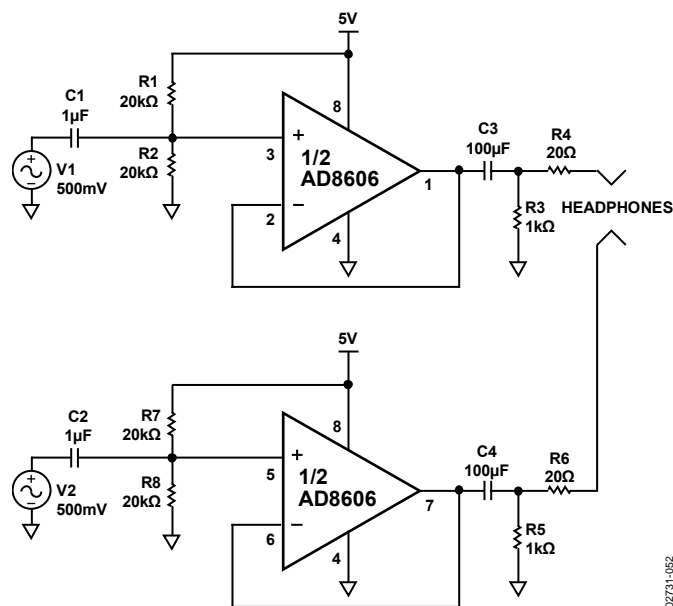 5V
R1
20kΩ
C1
1µF
8
C3
100µF
R4
20Ω
+
3
V1
500mV
+
−
R2
20kΩ
1/2
AD8606
1
2
−
4
R3
1kΩ
HEADPHONES
5V
R7
20kΩ
C2
1µF
8
C4
100µF
R6
20Ω
+
5
V2
500mV
+
−
R8
20kΩ
1/2
AD8606
7
6
−
4
R5
1kΩ
02731-052